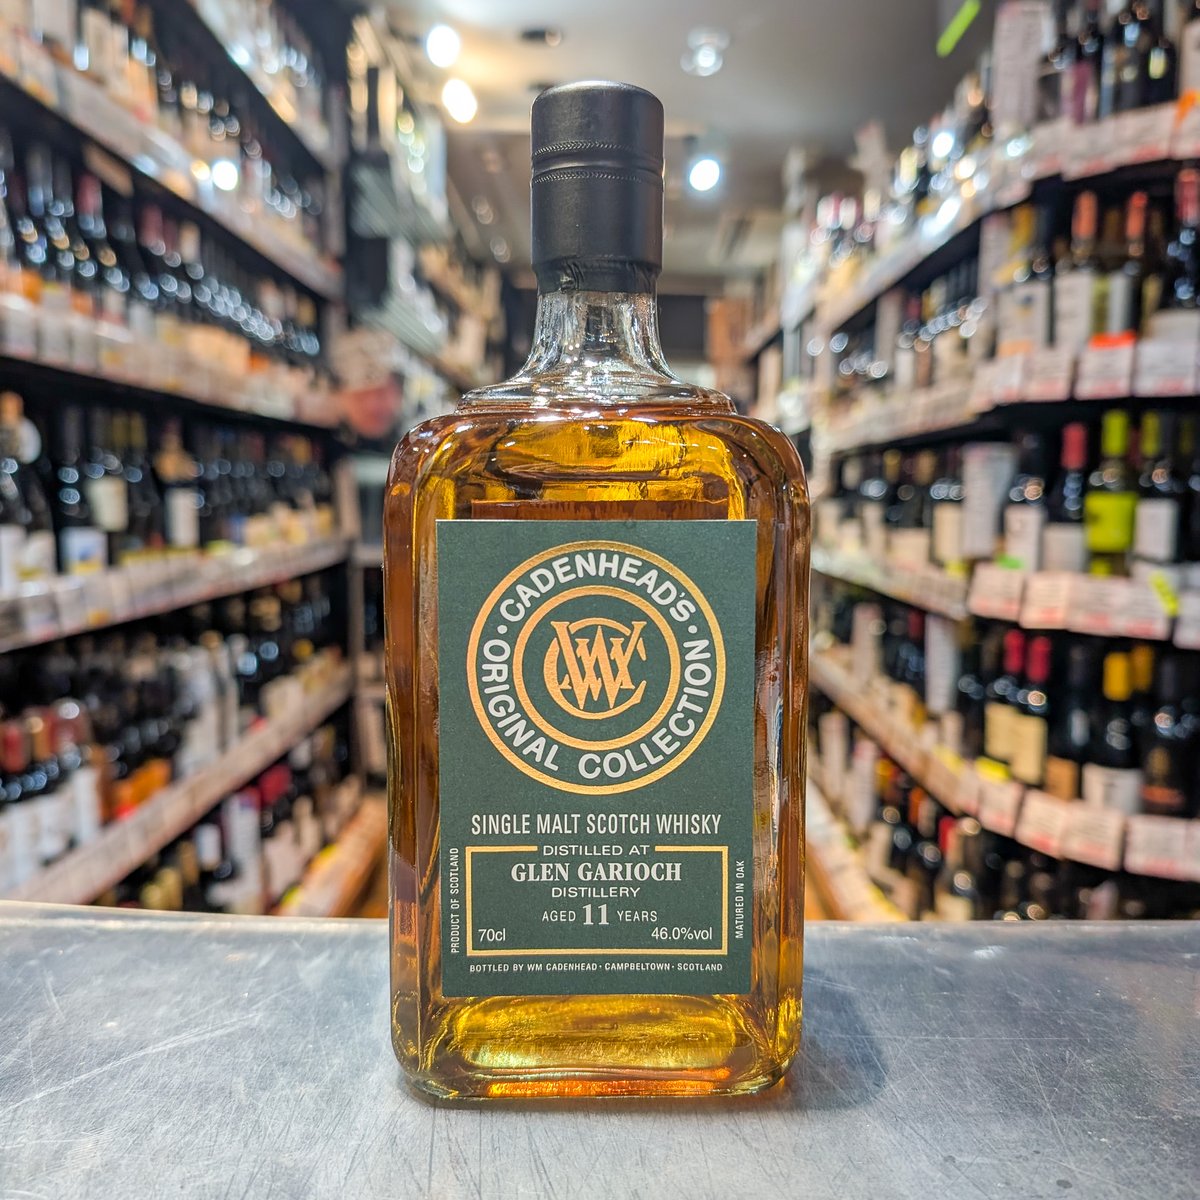 CADENHEAD'S
ORIGINAL COLLECTION
WMC
SINGLE MALT SCOTCH WHISKY
DISTILLED AT
GLEN GARIOCH
DISTILLERY
AGED 11 YEARS
70cl 46.0%vol
PRODUCT OF SCOTLAND
MATURED IN OAK
BOTTLED BY WM CADENHEAD · CAMPBELTOWN · SCOTLAND